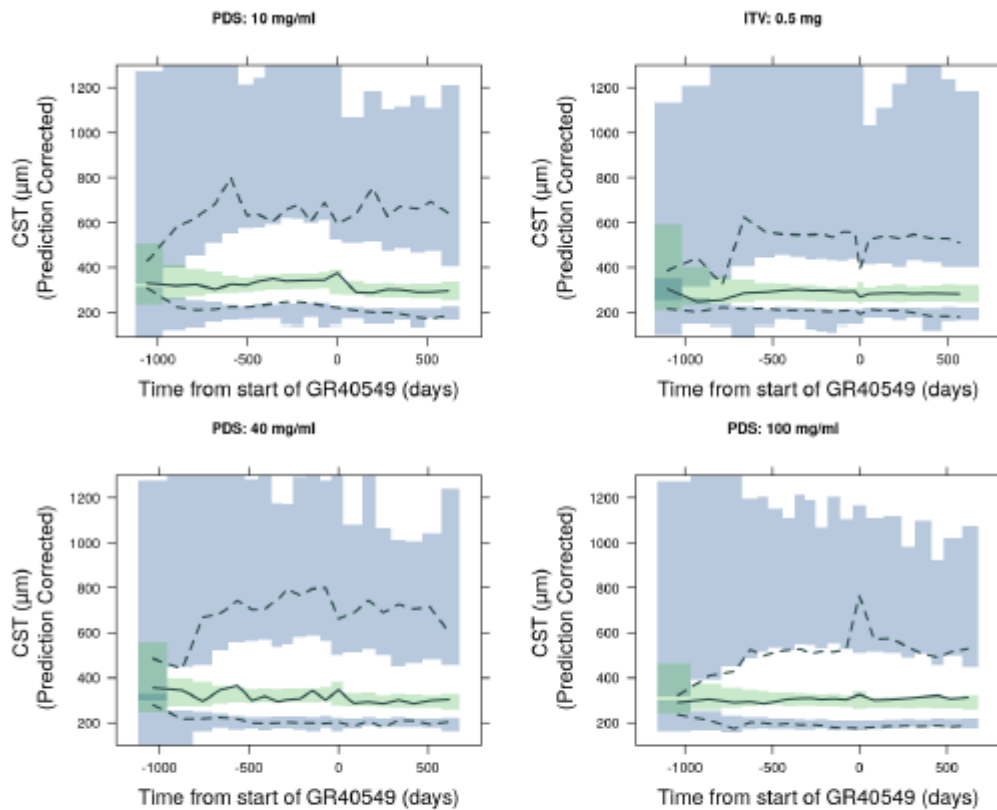 PDS: 10 mg/ml
1200
1000
800
600
400
200
CST (µm)
(Prediction Corrected)
-1000 -500 0 500
Time from start of GR40549 (days)
ITV: 0.5 mg
1200
1000
800
600
400
200
CST (µm)
(Prediction Corrected)
-1000 -500 0 500
Time from start of GR40549 (days)
PDS: 40 mg/ml
1200
1000
800
600
400
200
CST (µm)
(Prediction Corrected)
-1000 -500 0 500
Time from start of GR40549 (days)
PDS: 100 mg/ml
1200
1000
800
600
400
200
CST (µm)
(Prediction Corrected)
-1000 -500 0 500
Time from start of GR40549 (days)